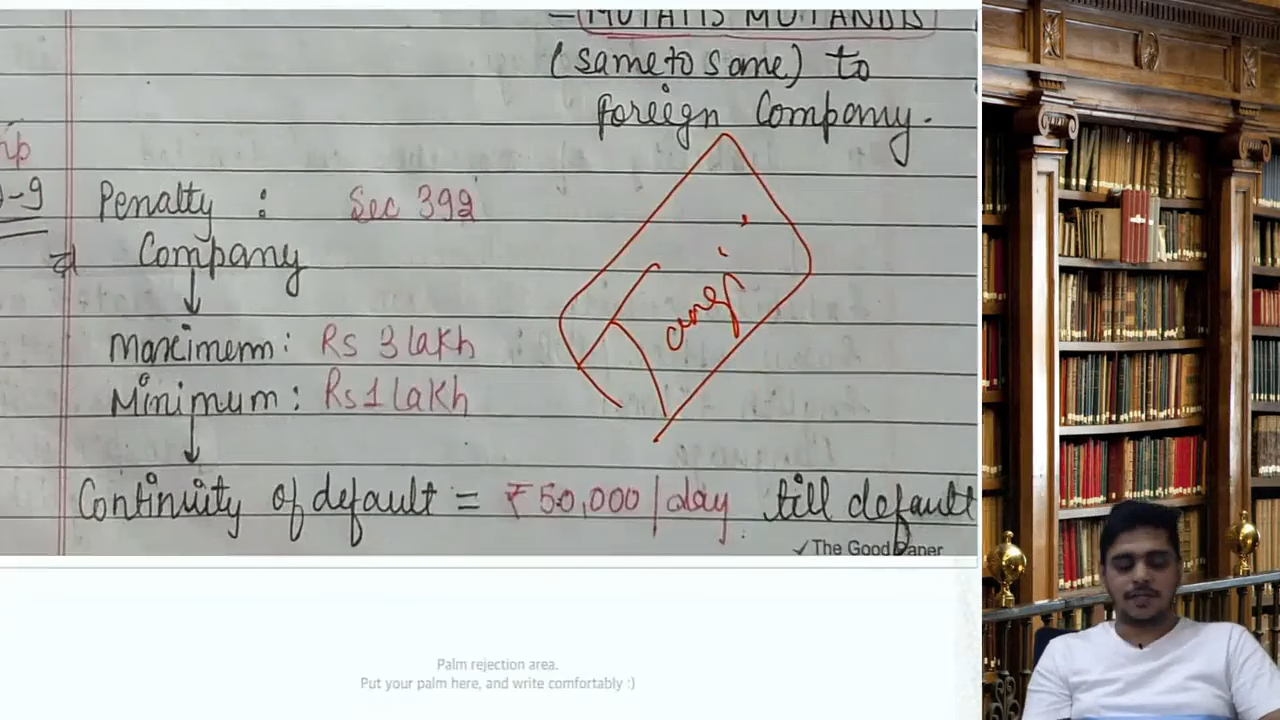 = MUTATIS MUTANDIS
(same to same) to
foreign Company.
Penalty : Sec 392
Company
Maximum : Rs 3 lakh
Minimum : Rs 1 lakh
Continuity of default = ₹ 50,000 / day till default
✓ The Good Paper
Palm rejection area.
Put your palm here, and write comfortably :)